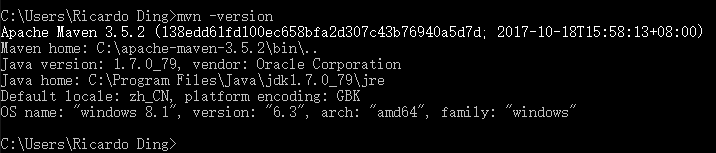 C:\Users\Ricardo Ding>mvn -version
Apache Maven 3.5.2 (138edd61fd100ec658bfa2d307c43b76940a5d7d; 2017-10-18T15:58:13+08:00)
Maven home: C:\apache-maven-3.5.2\bin\..
Java version: 1.7.0_79, vendor: Oracle Corporation
Java home: C:\Program Files\Java\jdk1.7.0_79\jre
Default locale: zh_CN, platform encoding: GBK
OS name: "windows 8.1", version: "6.3", arch: "amd64", family: "windows"
C:\Users\Ricardo Ding>